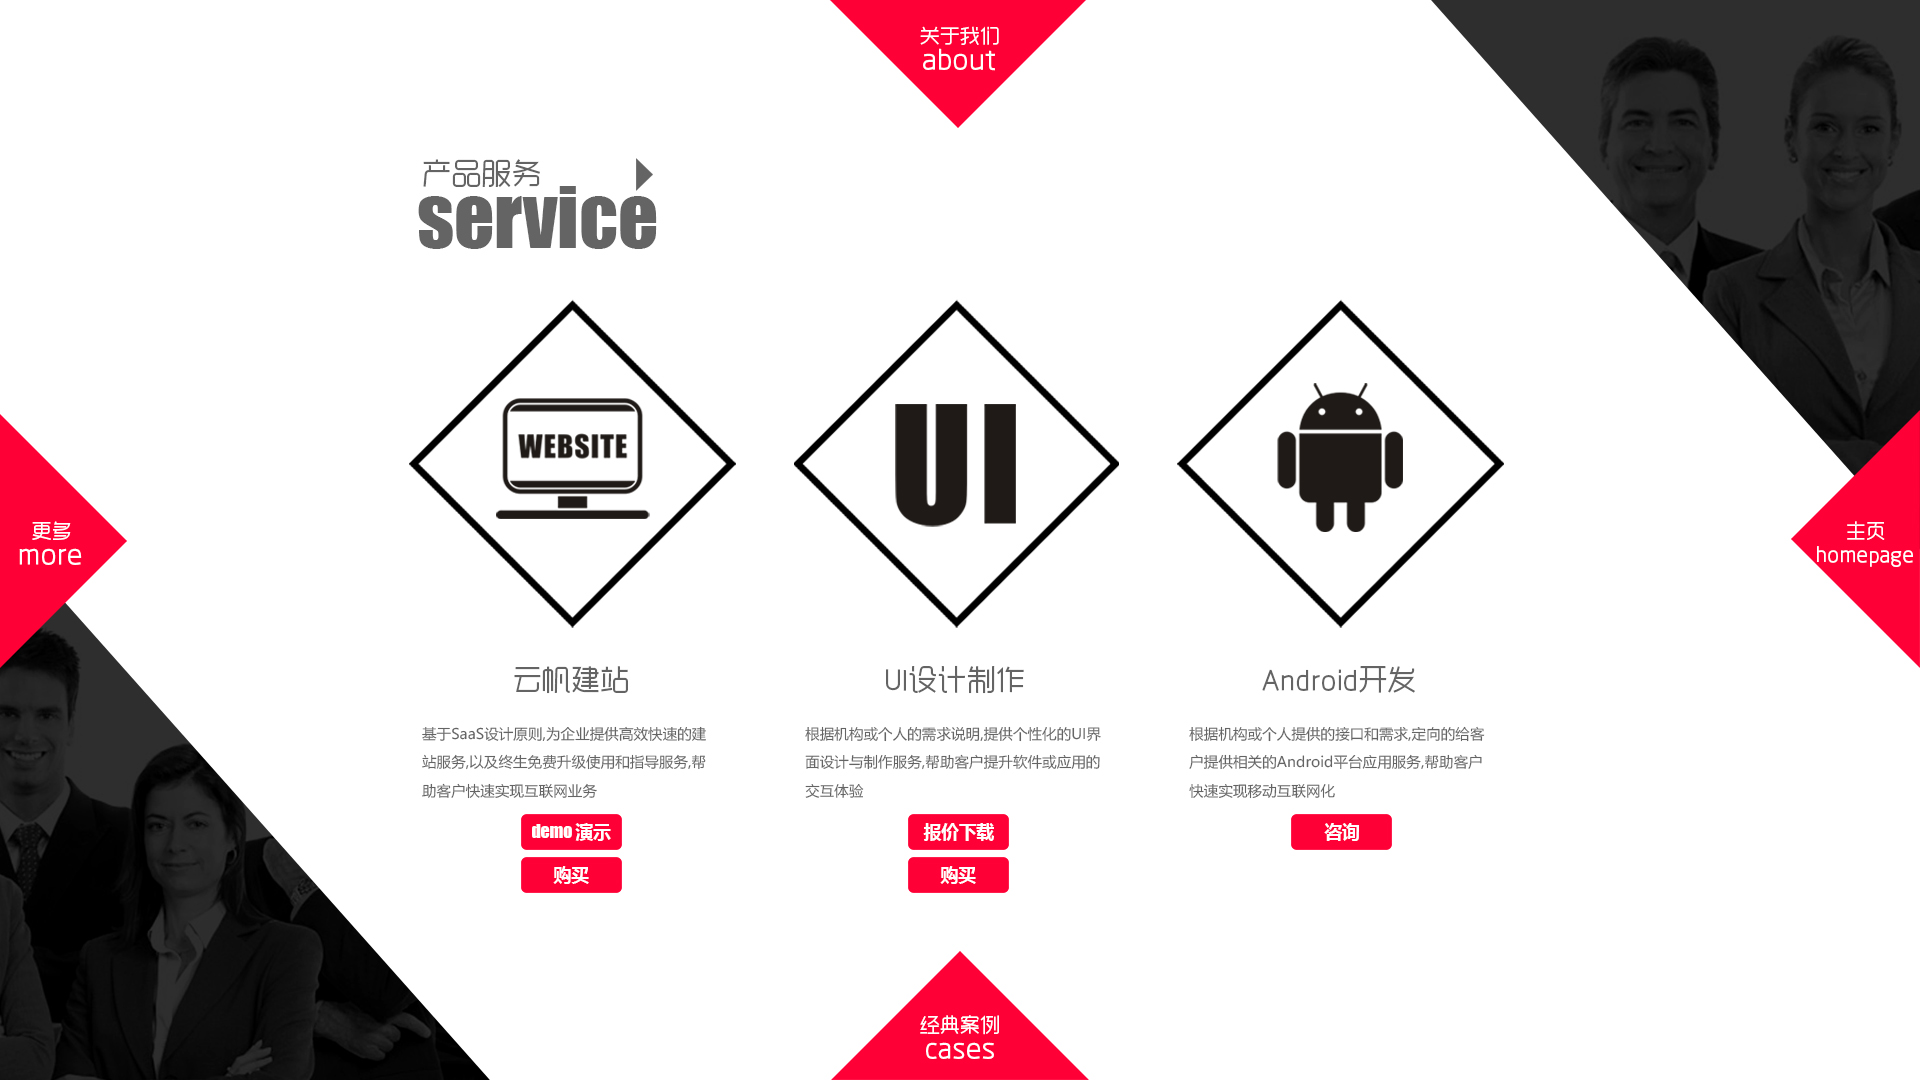 关于我们
about
产品服务
service
WEBSITE
UI
更多
more
主页
homepage
云帆建站
UI设计制作
Android开发
基于SaaS设计原则,为企业提供高效快速的建
站服务,以及终生免费升级使用和指导服务,帮
助客户快速实现互联网业务
根据机构或个人的需求说明,提供个性化的UI界
面设计与制作服务,帮助客户提升软件或应用的
交互体验
根据机构或个人提供的接口和需求,定向的给客
户提供相关的Android平台应用服务,帮助客户
快速实现移动互联网化
demo 演示
购买
报价下载
购买
咨询
经典案例
cases